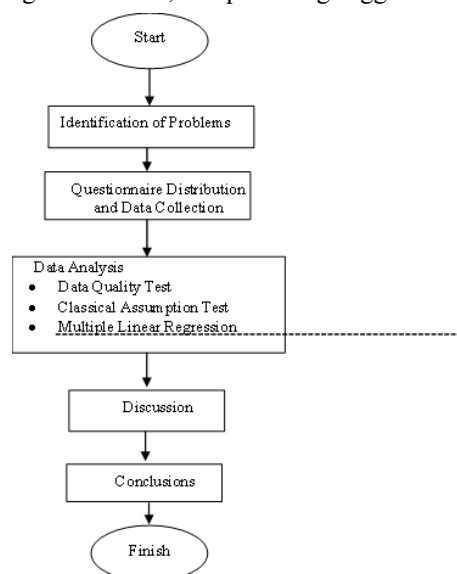 Start
Identification of Problems
Questionnaire Distribution
and Data Collection
Data Analysis
• Data Quality Test
• Classical Assumption Test
• Multiple Linear Regression
Discussion
Conclusions
Finish